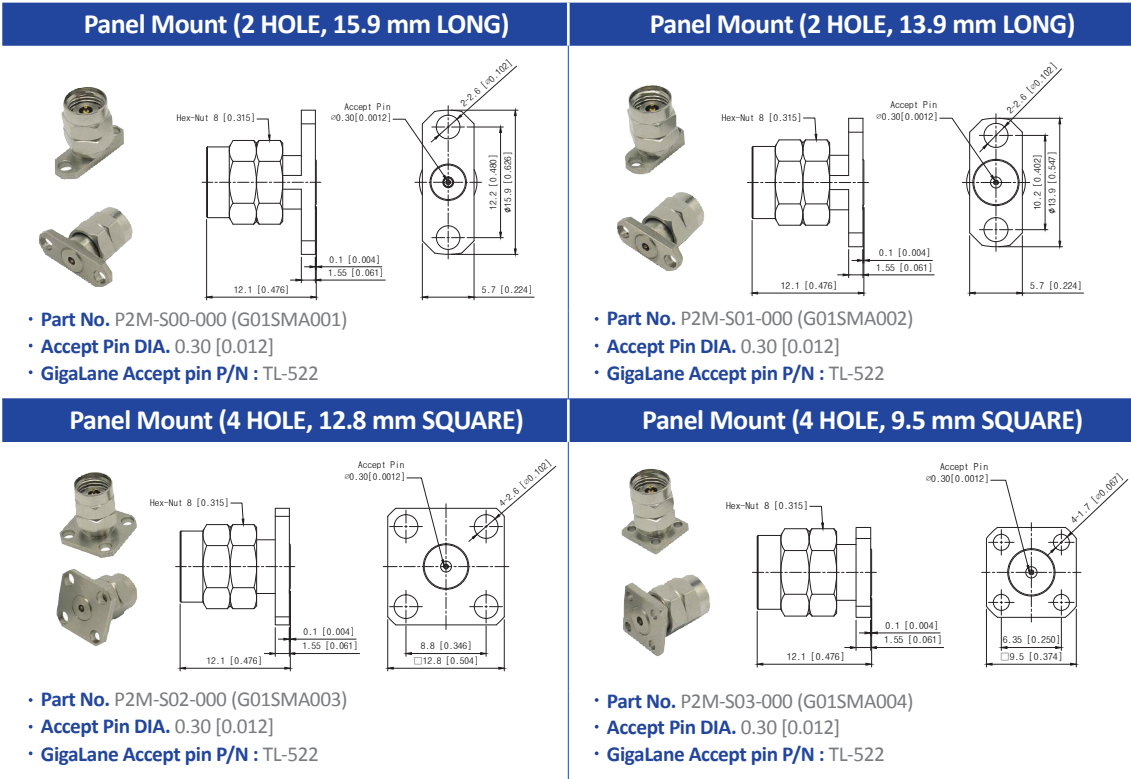 Panel Mount (2 HOLE, 15.9 mm LONG)
Hex-Nut 8 [0.315]
Accept Pin
⌀0.30[0.0012]
2-2.6 [⌀0.102]
12.2 [0.480]
ϕ15.9 [0.626]
0.1 [0.004]
1.55 [0.061]
12.1 [0.476]
5.7 [0.224]
· Part No. P2M-S00-000 (G01SMA001)
· Accept Pin DIA. 0.30 [0.012]
· GigaLane Accept pin P/N : TL-522
Panel Mount (2 HOLE, 13.9 mm LONG)
Hex-Nut 8 [0.315]
Accept Pin
⌀0.30[0.0012]
2-2.6 [⌀0.102]
10.2 [0.402]
ϕ13.9 [0.547]
0.1 [0.004]
1.55 [0.061]
12.1 [0.476]
5.7 [0.224]
· Part No. P2M-S01-000 (G01SMA002)
· Accept Pin DIA. 0.30 [0.012]
· GigaLane Accept pin P/N : TL-522
Panel Mount (4 HOLE, 12.8 mm SQUARE)
Accept Pin
⌀0.30[0.0012]
Hex-Nut 8 [0.315]
4-2.6 [⌀0.102]
0.1 [0.004]
1.55 [0.061]
12.1 [0.476]
8.8 [0.346]
□12.8 [0.504]
· Part No. P2M-S02-000 (G01SMA003)
· Accept Pin DIA. 0.30 [0.012]
· GigaLane Accept pin P/N : TL-522
Panel Mount (4 HOLE, 9.5 mm SQUARE)
Accept Pin
⌀0.30[0.0012]
Hex-Nut 8 [0.315]
4-1.7 [⌀0.067]
0.1 [0.004]
1.55 [0.061]
12.1 [0.476]
6.35 [0.250]
□9.5 [0.374]
· Part No. P2M-S03-000 (G01SMA004)
· Accept Pin DIA. 0.30 [0.012]
· GigaLane Accept pin P/N : TL-522